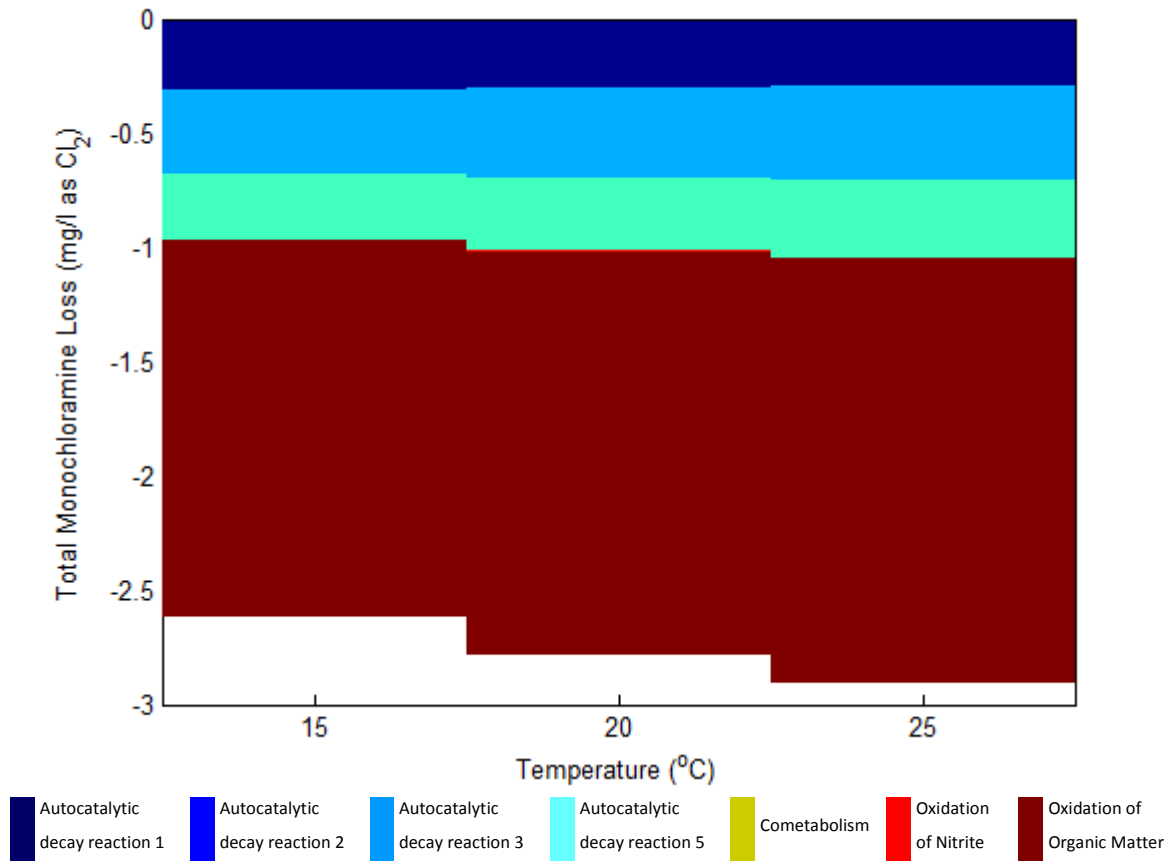 0
-0.5
-1
-1.5
-2
-2.5
-3
Total Monochloramine Loss (mg/l as Cl2)
15 20 25
Temperature (oC)
Autocatalytic
decay reaction 1
Autocatalytic
decay reaction 2
Autocatalytic
decay reaction 3
Autocatalytic
decay reaction 5
Cometabolism
Oxidation
of Nitrite
Oxidation of
Organic Matter